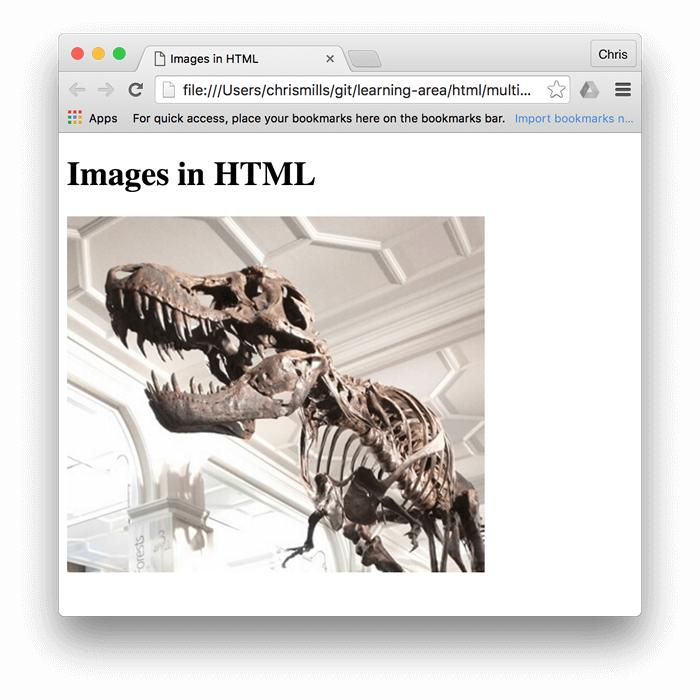 Images in HTML
Chris
file:///Users/chrismills/git/learning-area/html/multi...
Apps For quick access, place your bookmarks here on the bookmarks bar. Import bookmarks n...
Images in HTML
Forests